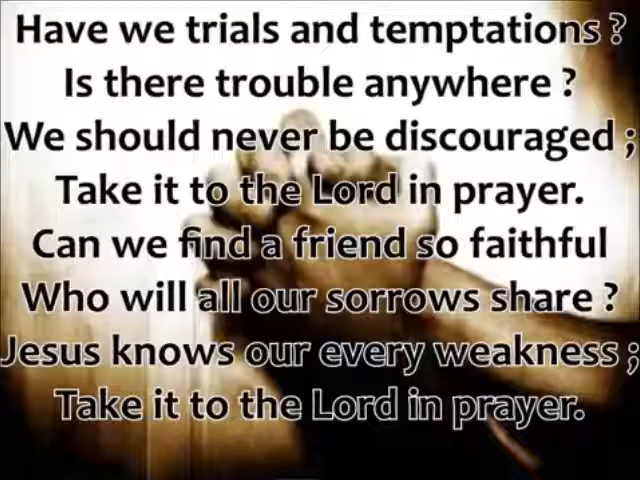 Have we trials and temptations ?
Is there trouble anywhere ?
We should never be discouraged ;
Take it to the Lord in prayer.
Can we find a friend so faithful
Who will all our sorrows share ?
Jesus knows our every weakness ;
Take it to the Lord in prayer.